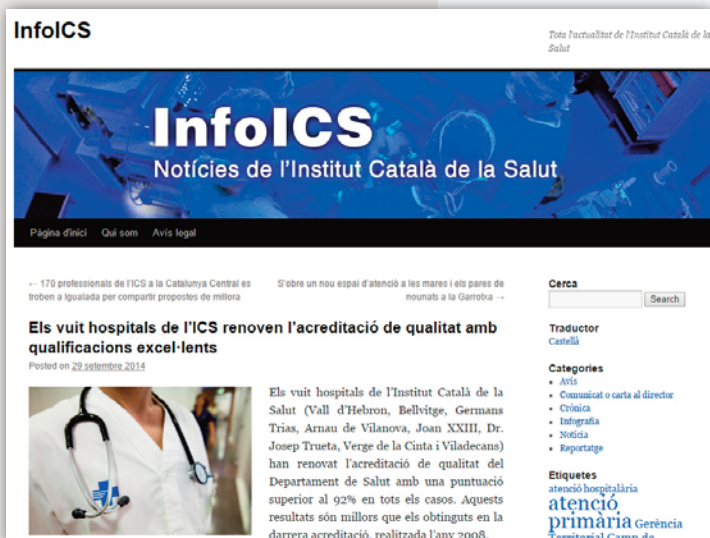 InfoICS
Tota l'actualitat de l'Institut Català de la
Salut
InfoICS
Notícies de l'Institut Català de la Salut
Pàgina d'inici Qui som Avís legal
← 170 professionals de l'ICS a la Catalunya Central es
troben a Igualada per compartir propostes de millora
S'obre un nou espai d'atenció a les mares i els pares de
nounats a la Garrotxa →
Els vuit hospitals de l'ICS renoven l'acreditació de qualitat amb
qualificacions excel·lents
Posted on 29 setembre 2014
Els vuit hospitals de l'Institut Català de la
Salut (Vall d'Hebron, Bellvitge, Germans
Trias, Arnau de Vilanova, Joan XXIII, Dr.
Josep Trueta, Verge de la Cinta i Viladecans)
han renovat l'acreditació de qualitat del
Departament de Salut amb una puntuació
superior al 92% en tots els casos. Aquests
resultats són millors que els obtinguts en la
darrera acreditació, realitzada l'any 2008.
Cerca
Search
Traductor
Castellà
Categories
Avís
Comunicat o carta al director
Crònica
Infografia
Notícia
Reportatge
Etiquetes
atenció hospitalària
atenció
primària Gerència
Territorial Camp de